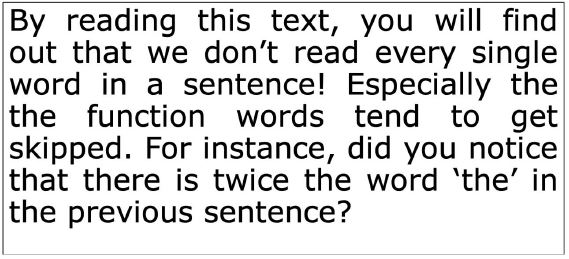 By reading this text, you will find
out that we don’t read every single
word in a sentence! Especially the
the function words tend to get
skipped. For instance, did you notice
that there is twice the word ‘the’ in
the previous sentence?